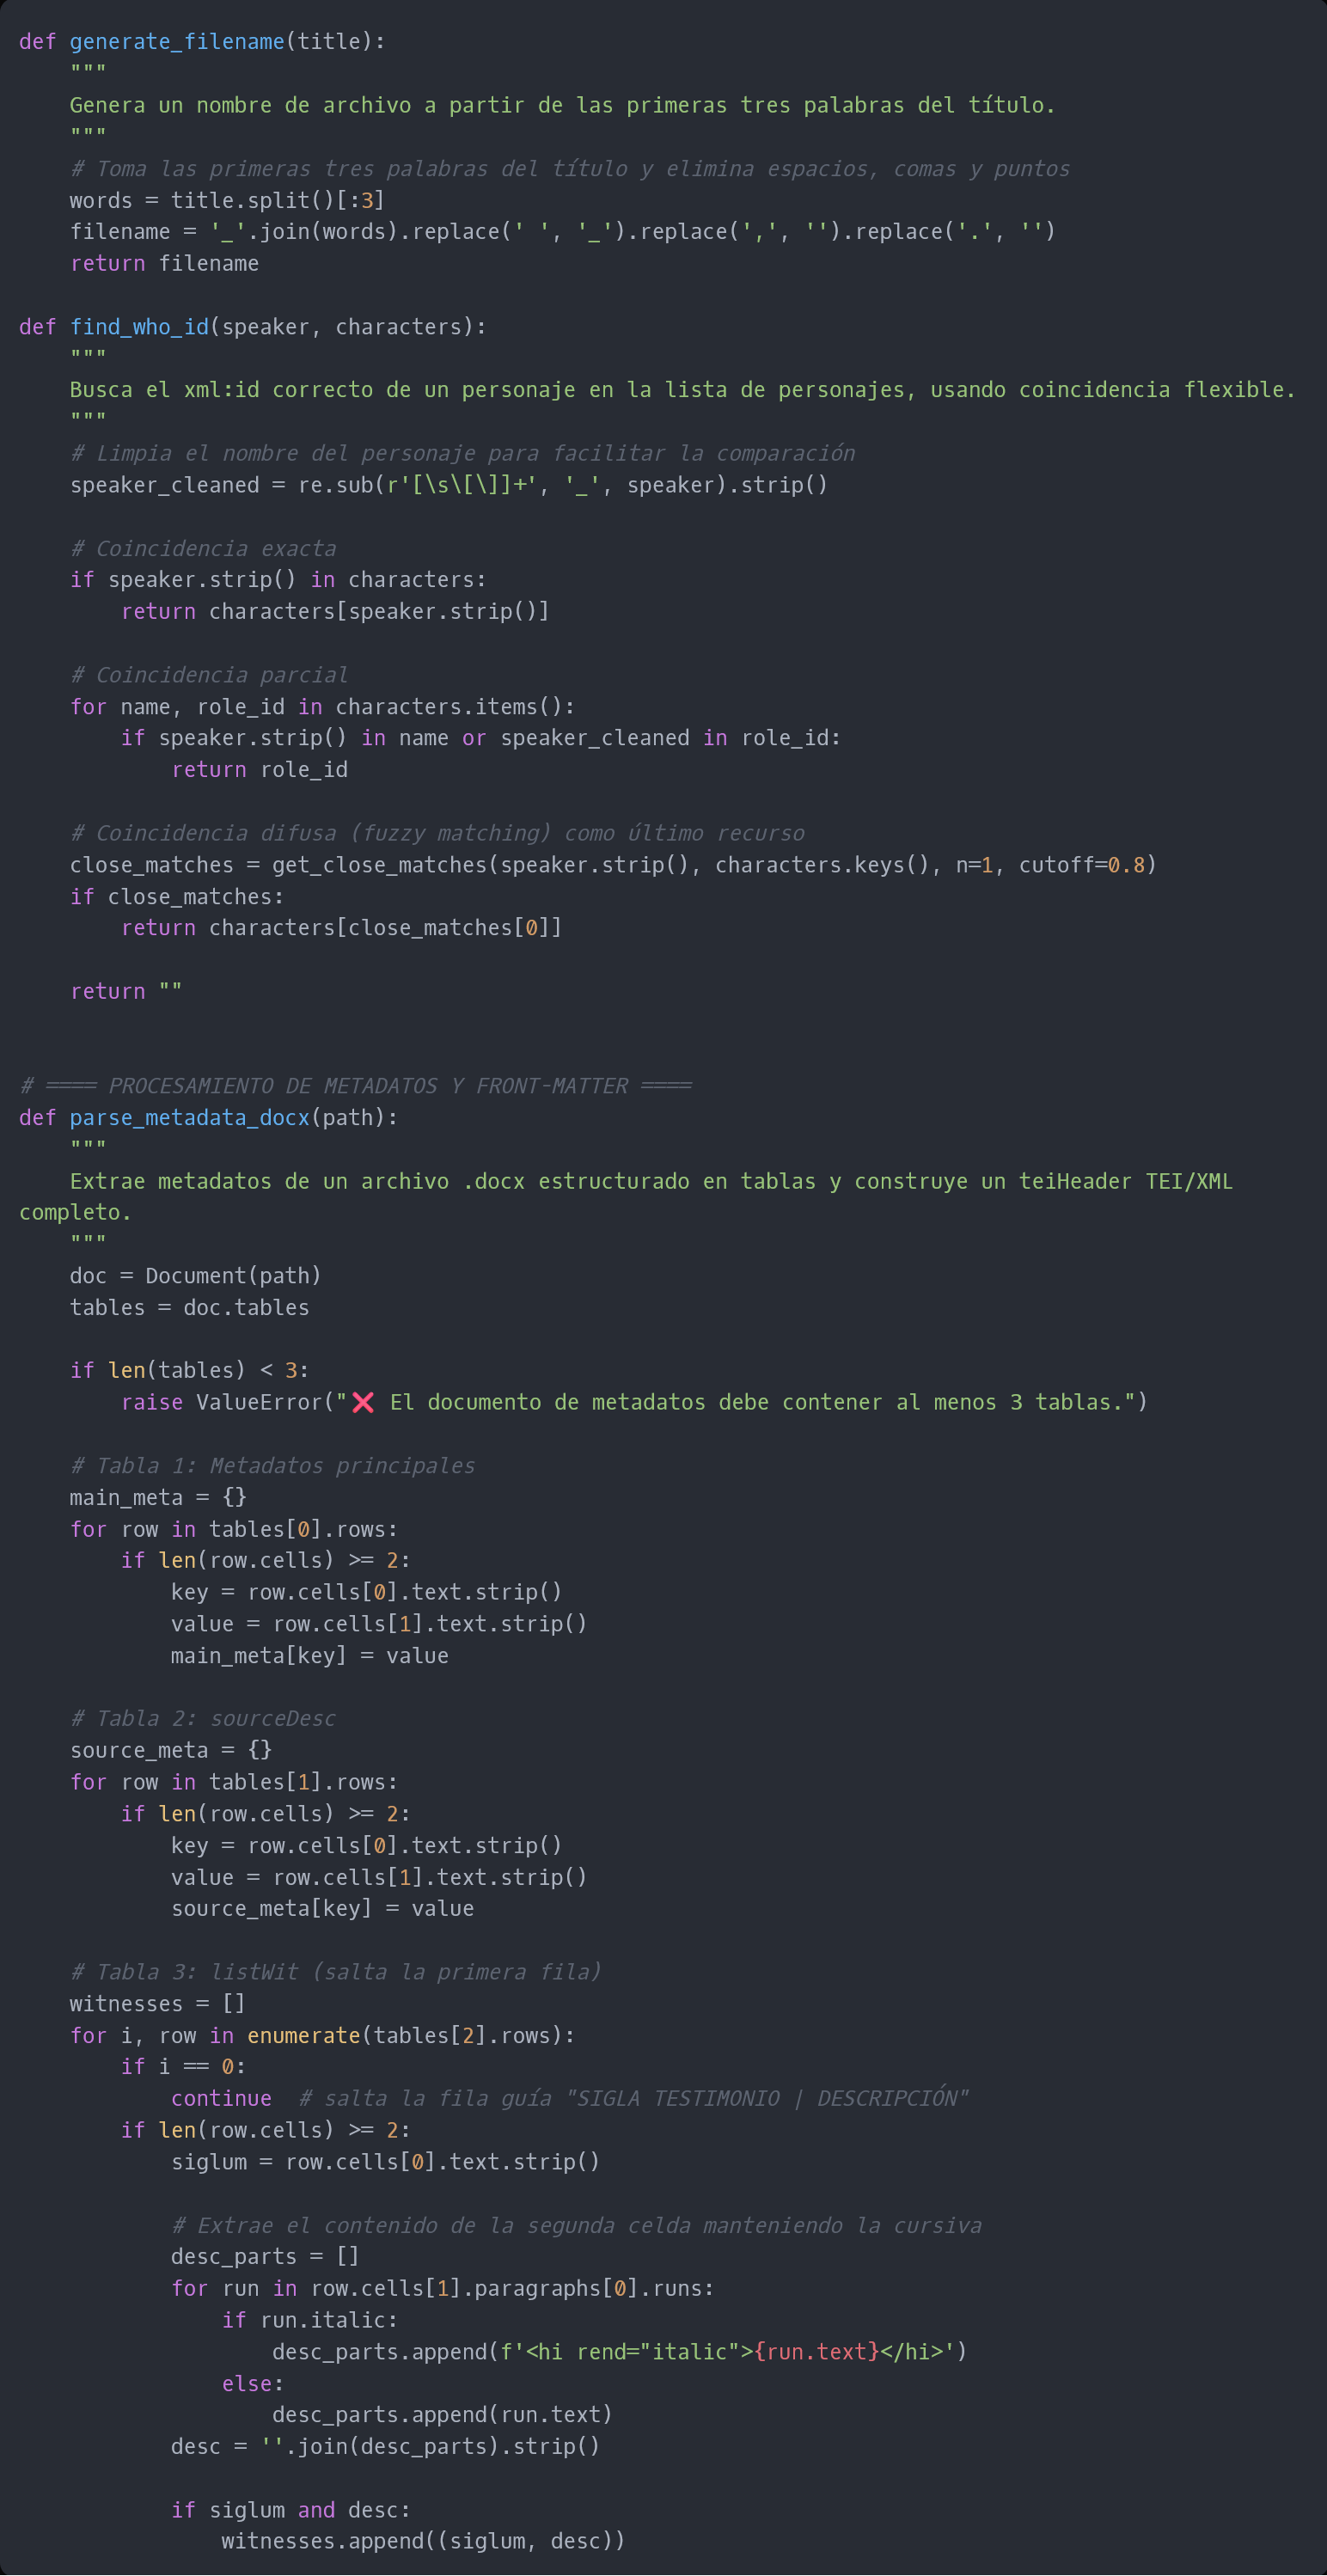 def generate_filename(title):
    """
    Genera un nombre de archivo a partir de las primeras tres palabras del título.
    """
    # Toma las primeras tres palabras del título y elimina espacios, comas y puntos
    words = title.split()[:3]
    filename = '_'.join(words).replace(' ', '_').replace(',', '').replace('.', '')
    return filename

def find_who_id(speaker, characters):
    """
    Busca el xml:id correcto de un personaje en la lista de personajes, usando coincidencia flexible.
    """
    # Limpia el nombre del personaje para facilitar la comparación
    speaker_cleaned = re.sub(r'[\s\[\]]+', '_', speaker).strip()

    # Coincidencia exacta
    if speaker.strip() in characters:
        return characters[speaker.strip()]

    # Coincidencia parcial
    for name, role_id in characters.items():
        if speaker.strip() in name or speaker_cleaned in role_id:
            return role_id

    # Coincidencia difusa (fuzzy matching) como último recurso
    close_matches = get_close_matches(speaker.strip(), characters.keys(), n=1, cutoff=0.8)
    if close_matches:
        return characters[close_matches[0]]

    return ""


# ==== PROCESAMIENTO DE METADATOS Y FRONT-MATTER ====
def parse_metadata_docx(path):
    """
    Extrae metadatos de un archivo .docx estructurado en tablas y construye un teiHeader TEI/XML
completo.
    """
    doc = Document(path)
    tables = doc.tables

    if len(tables) < 3:
        raise ValueError("❌ El documento de metadatos debe contener al menos 3 tablas.")

    # Tabla 1: Metadatos principales
    main_meta = {}
    for row in tables[0].rows:
        if len(row.cells) >= 2:
            key = row.cells[0].text.strip()
            value = row.cells[1].text.strip()
            main_meta[key] = value

    # Tabla 2: sourceDesc
    source_meta = {}
    for row in tables[1].rows:
        if len(row.cells) >= 2:
            key = row.cells[0].text.strip()
            value = row.cells[1].text.strip()
            source_meta[key] = value

    # Tabla 3: listWit (salta la primera fila)
    witnesses = []
    for i, row in enumerate(tables[2].rows):
        if i == 0:
            continue  # salta la fila guía "SIGLA TESTIMONIO | DESCRIPCIÓN"
        if len(row.cells) >= 2:
            siglum = row.cells[0].text.strip()

            # Extrae el contenido de la segunda celda manteniendo la cursiva
            desc_parts = []
            for run in row.cells[1].paragraphs[0].runs:
                if run.italic:
                    desc_parts.append(f'<hi rend="italic">{run.text}</hi>')
                else:
                    desc_parts.append(run.text)
            desc = ''.join(desc_parts).strip()

            if siglum and desc:
                witnesses.append((siglum, desc))